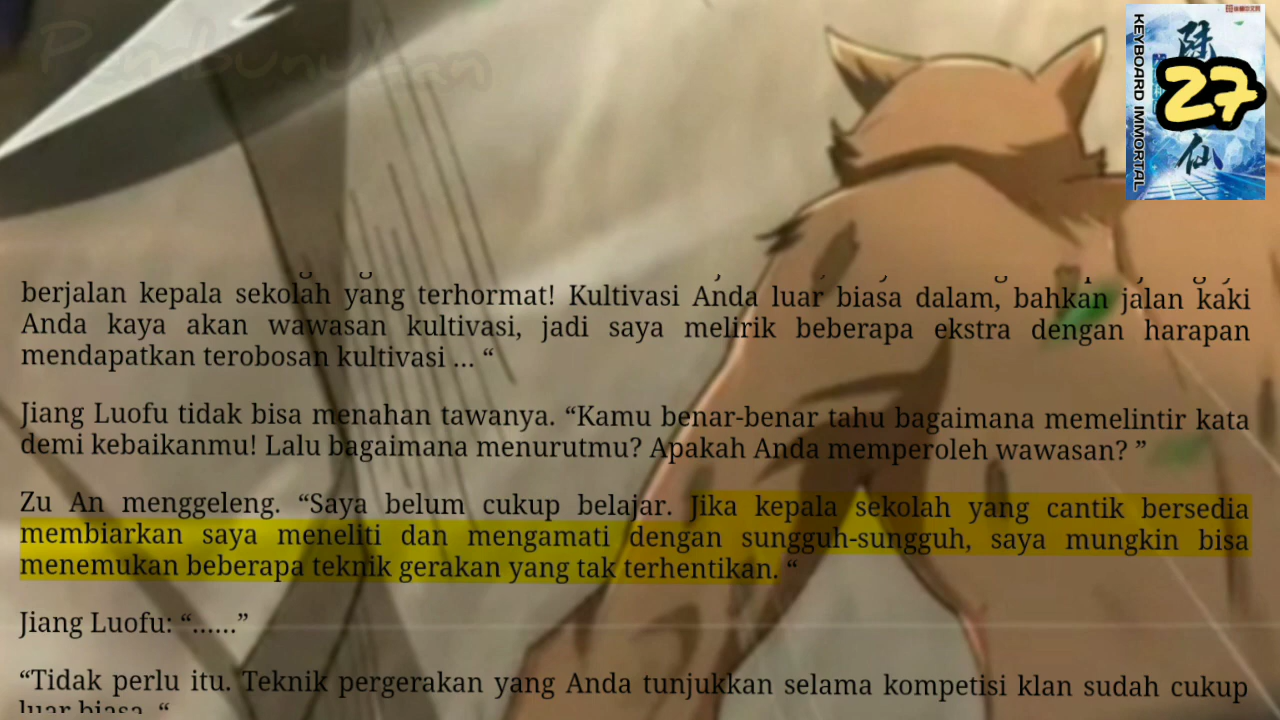 Pembunuhan
KEYBOARD IMMORTAL
27
仙
berjalan kepala sekolah yang terhormat! Kultivasi Anda luar biasa dalam, bahkan jalan kaki
Anda kaya akan wawasan kultivasi, jadi saya melirik beberapa ekstra dengan harapan
mendapatkan terobosan kultivasi … “
Jiang Luofu tidak bisa menahan tawanya. “Kamu benar-benar tahu bagaimana memelintir kata
demi kebaikanmu! Lalu bagaimana menurutmu? Apakah Anda memperoleh wawasan? ”
Zu An menggeleng. “Saya belum cukup belajar. Jika kepala sekolah yang cantik bersedia
membiarkan saya meneliti dan mengamati dengan sungguh-sungguh, saya mungkin bisa
menemukan beberapa teknik gerakan yang tak terhentikan. “
Jiang Luofu: “……”
“Tidak perlu itu. Teknik pergerakan yang Anda tunjukkan selama kompetisi klan sudah cukup
luar biasa. “